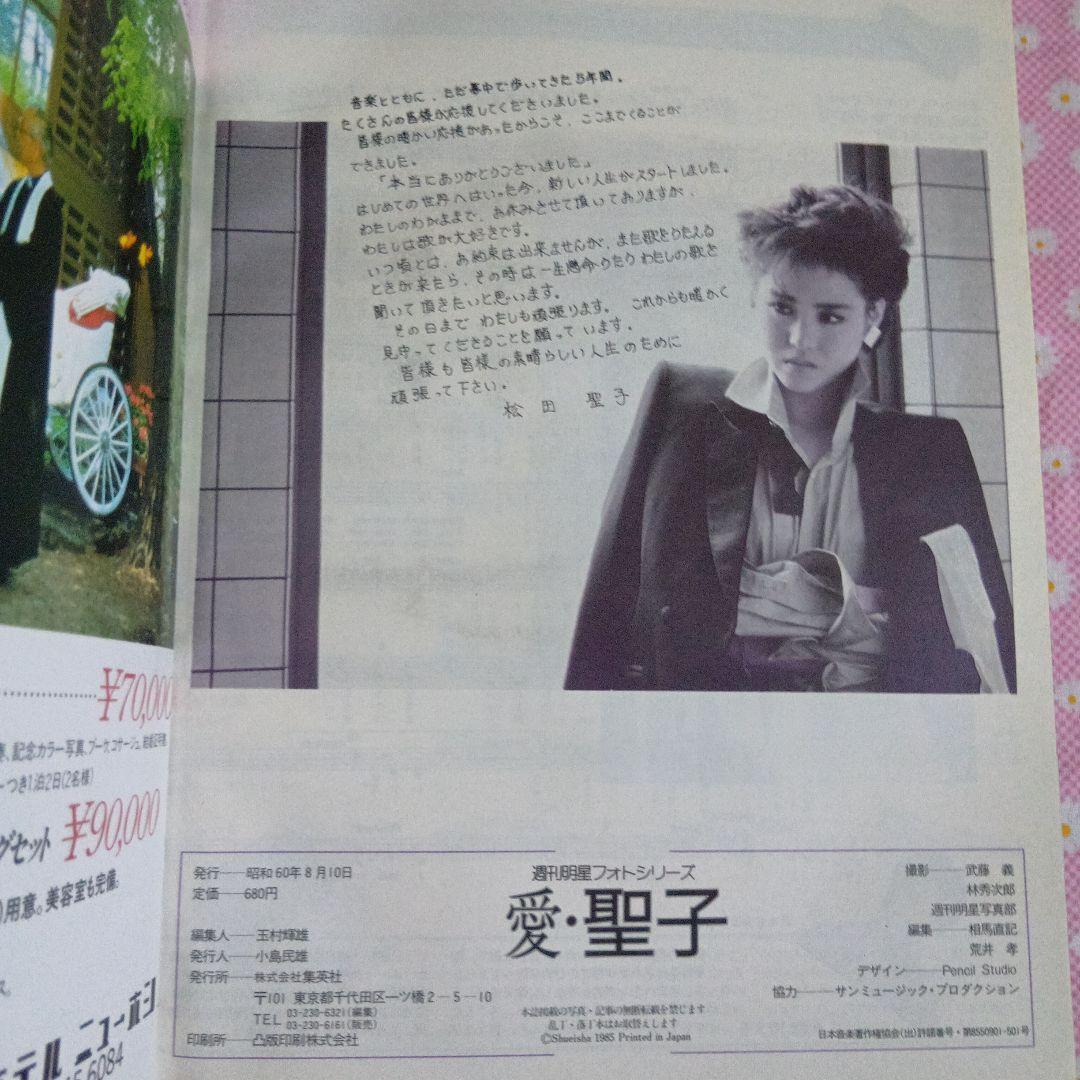 音楽とともに、ただ夢中で歩いてきた5年間。
たくさんの皆様が応援してくださいました。
皆様の暖かい応援があったからこそ、ここまでくることが
できました。
「本当にありがとうございました」
はじめての世界へはいった今、新しい人生がスタートしました。
わたしのわがままで、お休みさせて頂いておりますが、
わたしは歌が大好きです。
いつ頃とは、お約束は出来ませんが、また歌をうたえる
ときが来たら、その時は一生懸命うたうわたしの歌を
聞いて頂きたいと思います。
その日まで わたしも頑張ります。 これからも暖かく
見守ってくださることを願っています。
皆様も皆様の素晴らしい人生のために
頑張って下さい。
松田 聖子
¥70,000
記念カラー写真、ブーケ、コサージュ、
つき1泊2日(2名様)
グセット ¥90,000
用意。美容室も完備。
テル ニューホシ
6084
発行──昭和60年8月10日
定価──680円
編集人──玉村輝雄
発行人──小島民雄
発行所──株式会社集英社
〒101 東京都千代田区一ツ橋2-5-10
TEL 03-230-6321(編集)
03-230-6161(販売)
印刷所──凸版印刷株式会社
週刊明星フォトシリーズ
愛・聖子
本誌掲載の写真・記事の無断転載を禁じます
乱丁・落丁本はお取替えします
©Shueisha 1985 Printed in Japan
撮影──武藤 義
林秀次郎
週刊明星写真部
編集──相馬直記
荒井 孝
デザイン──Pencil Studio
協力──サンミュージック・プロダクション
日本音楽著作権協会(出)許諾番号・第8550901-501号